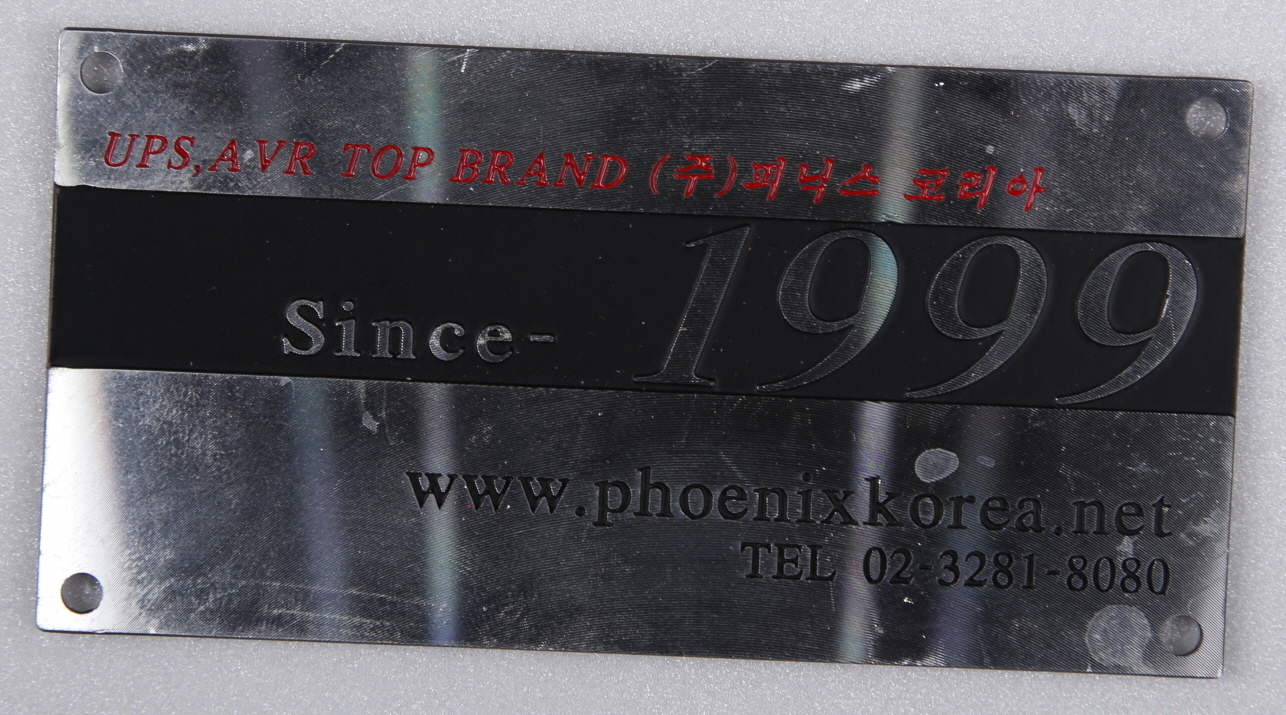 UPS,AVR TOP BRAND (주)피닉스 코리아
Since- 1999
www.phoenixkorea.net
TEL 02-3281-8080